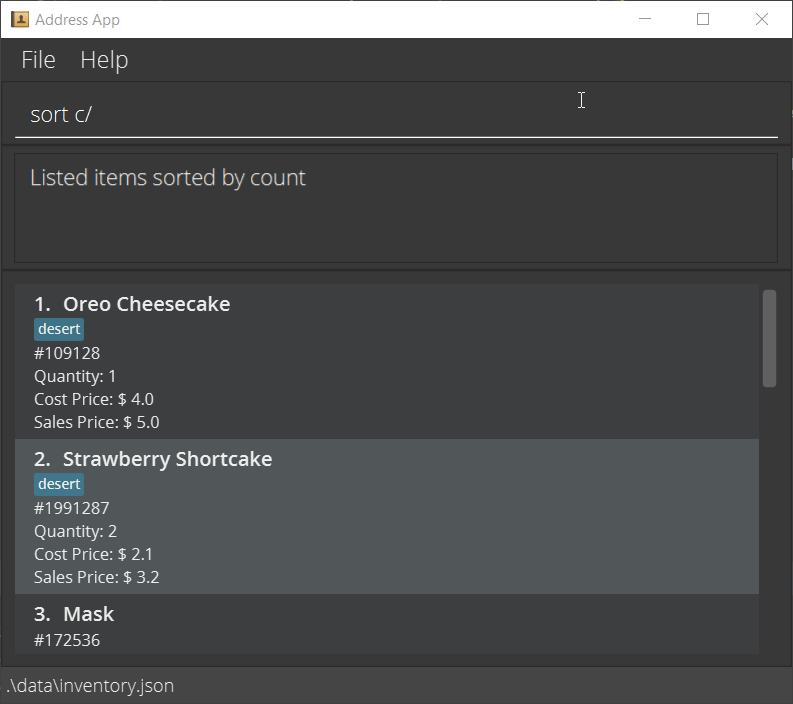 Address App
File Help
sort c/
Listed items sorted by count
1. Oreo Cheesecake
desert
#109128
Quantity: 1
Cost Price: $ 4.0
Sales Price: $ 5.0
2. Strawberry Shortcake
desert
#1991287
Quantity: 2
Cost Price: $ 2.1
Sales Price: $ 3.2
3. Mask
#172536
.\data\inventory.json